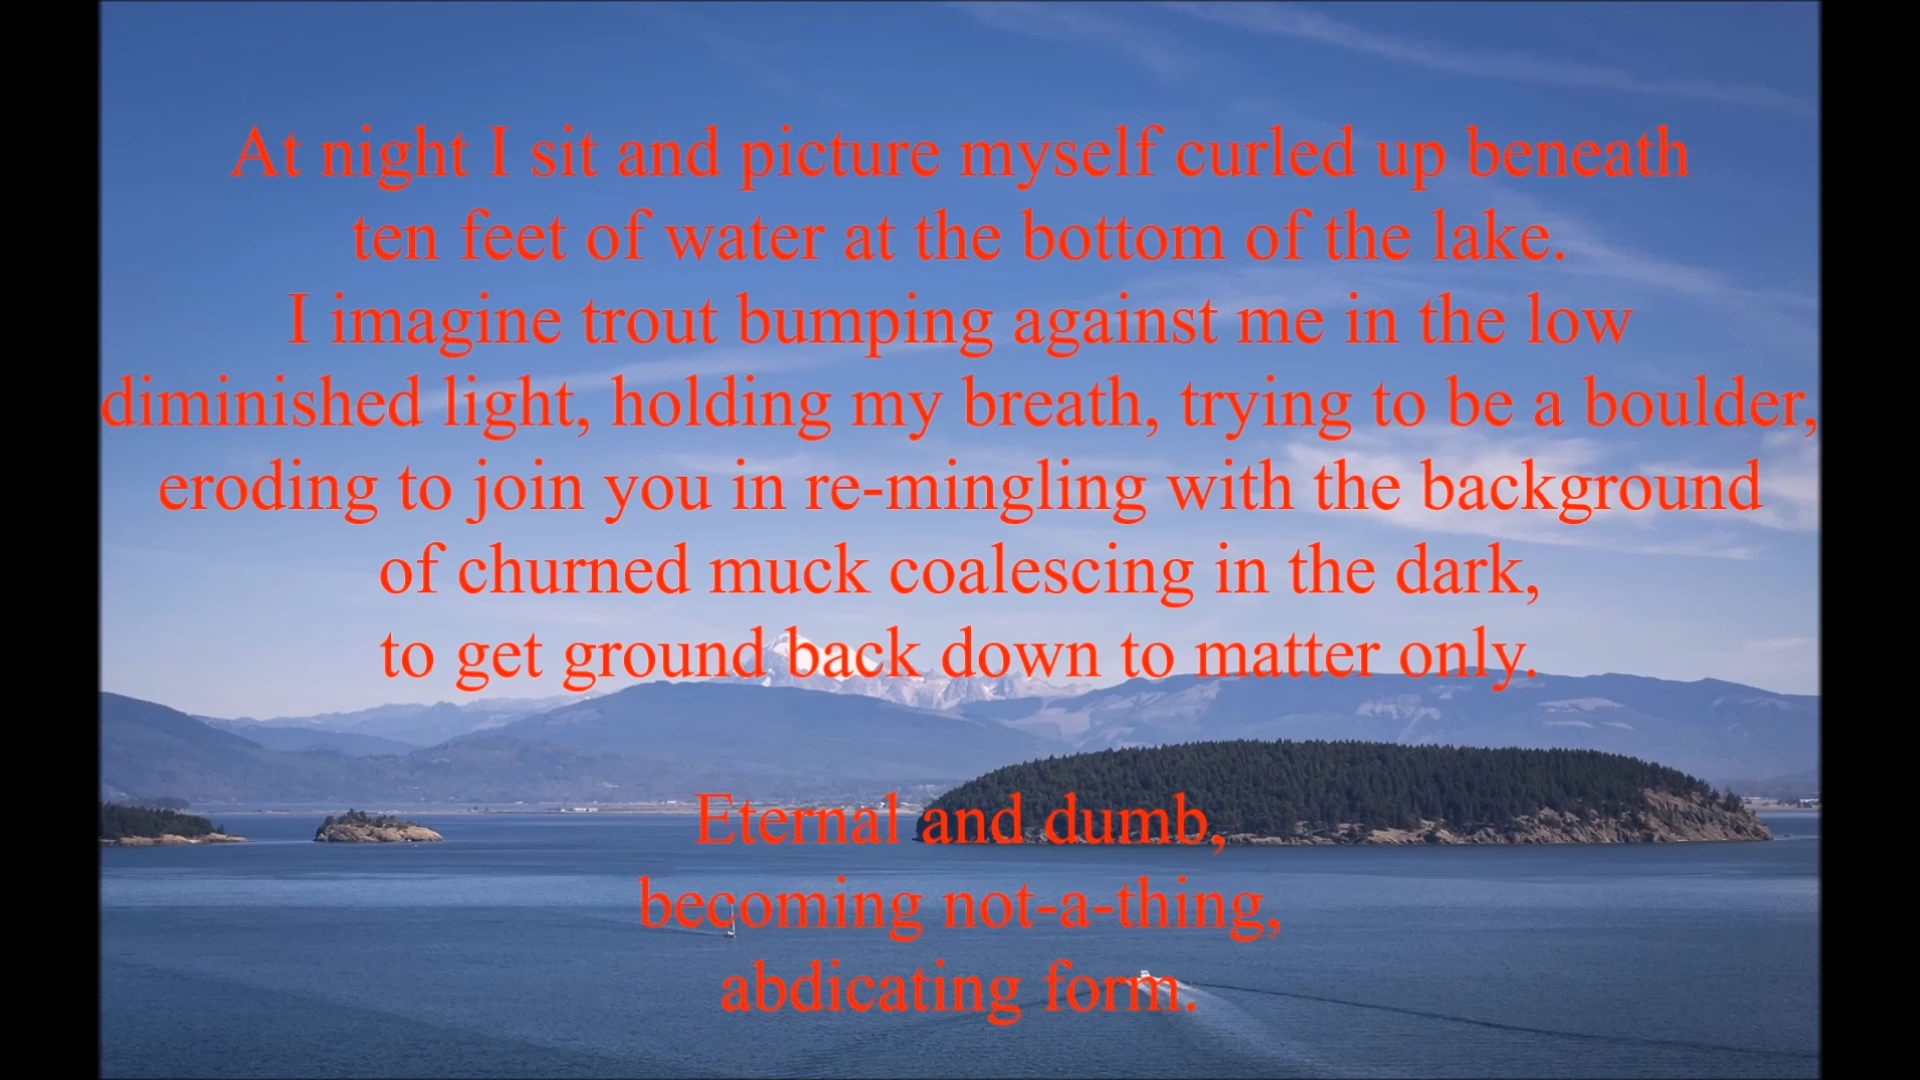 At night I sit and picture myself curled up beneath
ten feet of water at the bottom of the lake.
I imagine trout bumping against me in the low
diminished light, holding my breath, trying to be a boulder,
eroding to join you in re-mingling with the background
of churned muck coalescing in the dark,
to get ground back down to matter only.
Eternal and dumb,
becoming not-a-thing,
abdicating form.